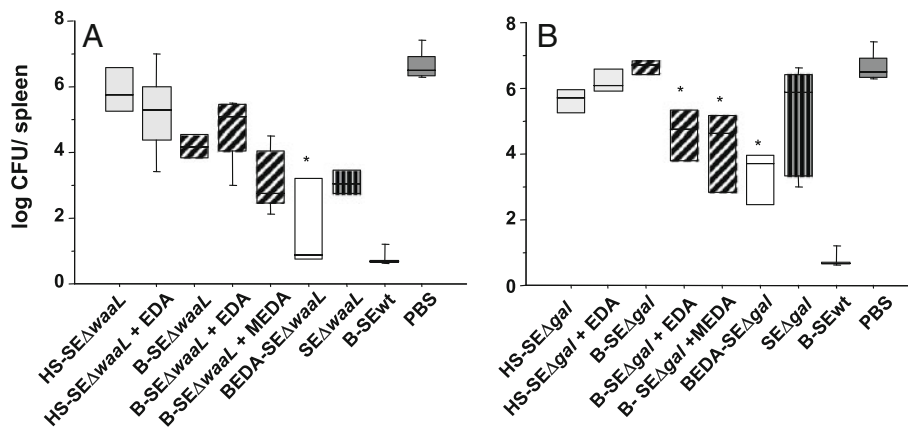 A
B
log CFU/ spleen
8
6
4
2
0
8
6
4
2
0
*
*
*
*
HS-SEΔwaaL
HS-SEΔwaaL + EDA
B-SEΔwaaL
B-SEΔwaaL + EDA
B-SEΔwaaL + MEDA
BEDA-SEΔwaaL
SEΔwaaL
B-SEwt
PBS
HS-SEΔgal
HS-SEΔgal + EDA
B-SEΔgal
B-SEΔgal + EDA
B- SEΔgal +MEDA
BEDA-SEΔgal
SEΔgal
B-SEwt
PBS